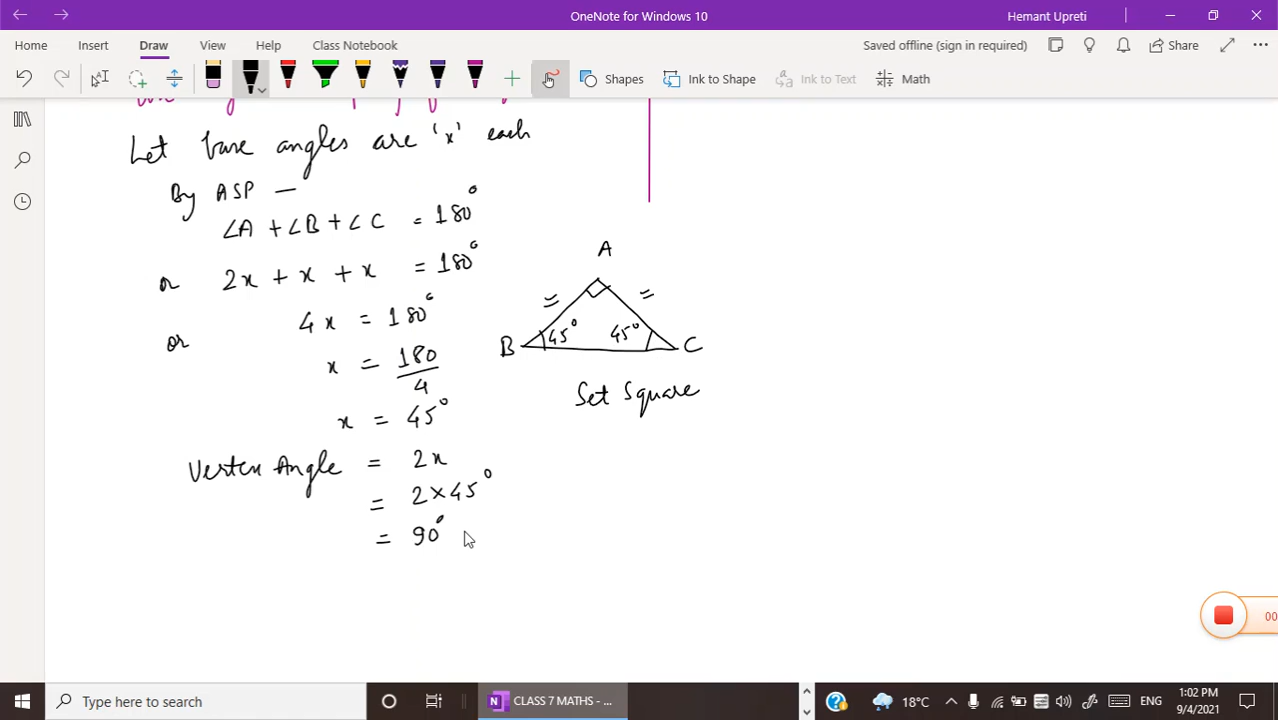 OneNote for Windows 10
Hemant Upreti
Home Insert Draw View Help Class Notebook
Saved offline (sign in required)
Share
Shapes
Ink to Shape
Ink to Text
Math
Let base angles are 'x' each
By ASP —
∠A + ∠B + ∠C = 180°
or 2x + x + x = 180°
or 4x = 180°
x = 180/4
x = 45°
Vertex Angle = 2x
= 2×45°
= 90°
A
45° 45°
B C
Set Square
00
Type here to search
CLASS 7 MATHS - ...
18°C
ENG
1:02 PM
9/4/2021